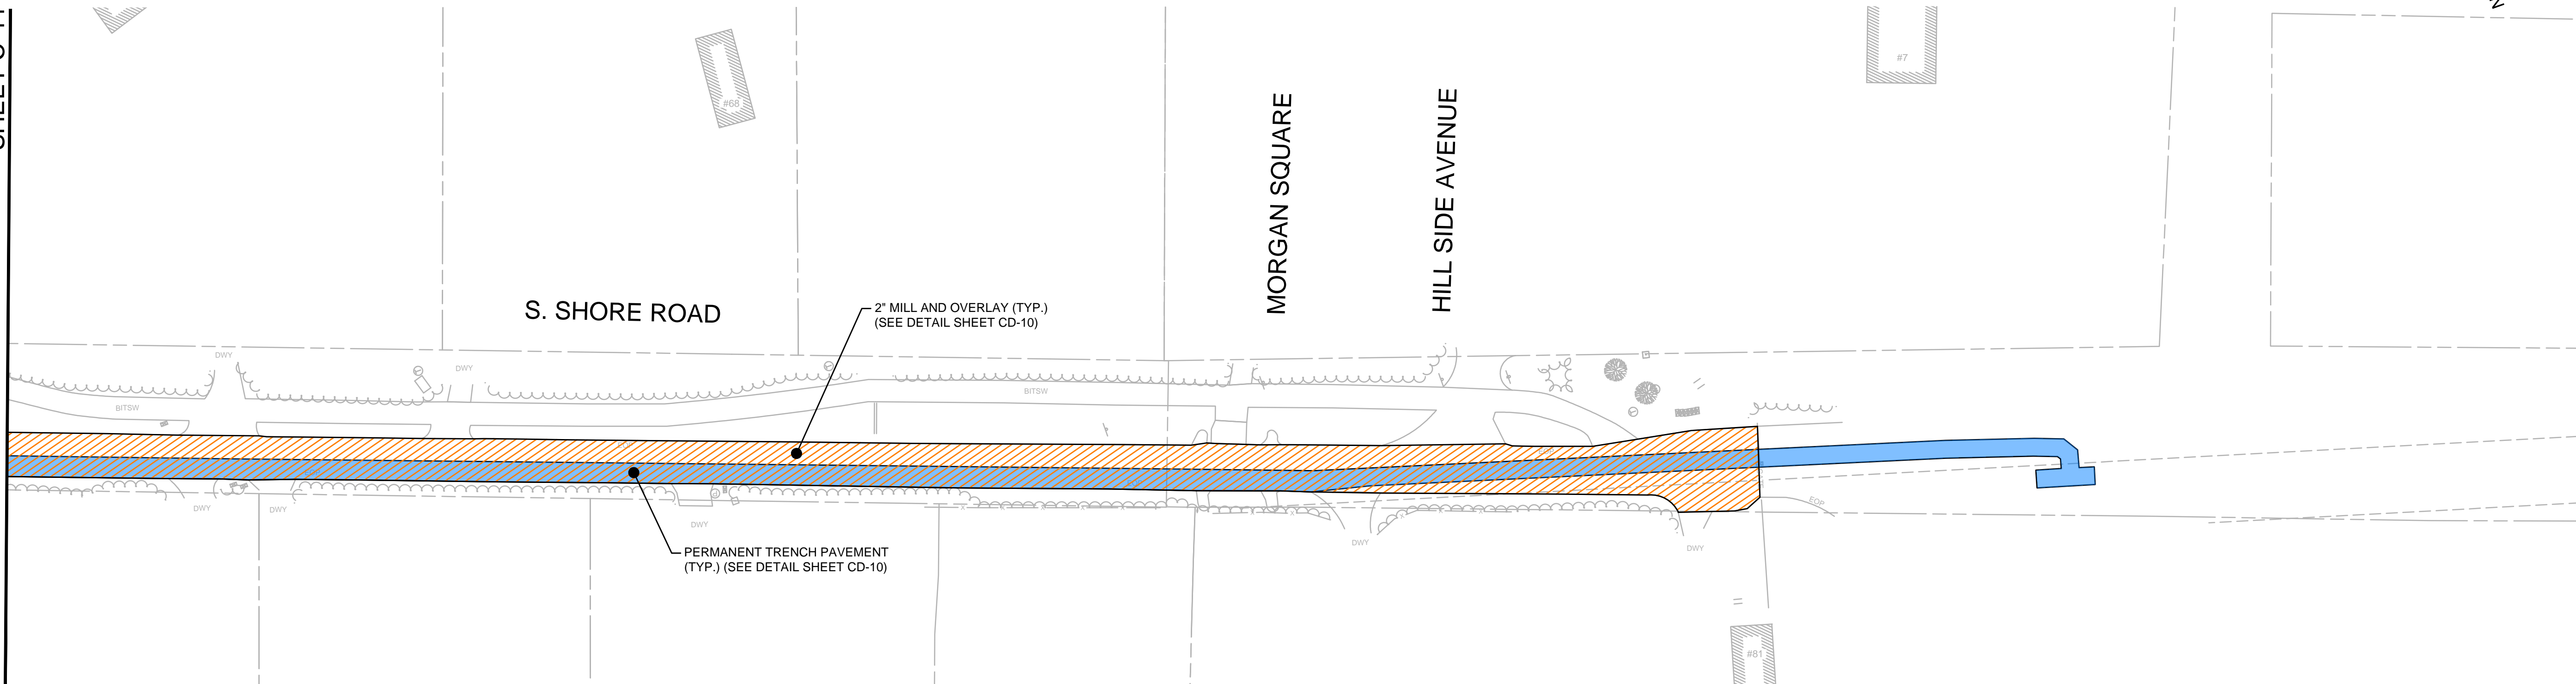 #68
#7
MORGAN SQUARE
HILL SIDE AVENUE
S. SHORE ROAD
2" MILL AND OVERLAY (TYP.)
(SEE DETAIL SHEET CD-10)
DWY
DWY
BITSW
BITSW
EOP
EOP
DWY
DWY
DWY
DWY
DWY
PERMANENT TRENCH PAVEMENT
(TYP.) (SEE DETAIL SHEET CD-10)
#81